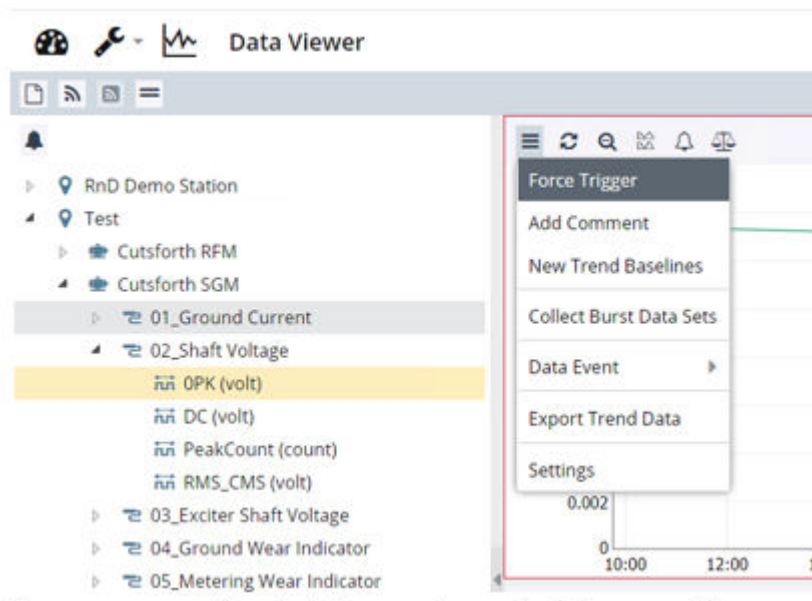 Data Viewer
RnD Demo Station
Test
Cutsforth RFM
Cutsforth SGM
01_Ground Current
02_Shaft Voltage
0PK (volt)
DC (volt)
PeakCount (count)
RMS_CMS (volt)
03_Exciter Shaft Voltage
04_Ground Wear Indicator
05_Metering Wear Indicator
Force Trigger
Add Comment
New Trend Baselines
Collect Burst Data Sets
Data Event
Export Trend Data
Settings
0.002
0
10:00 12:00